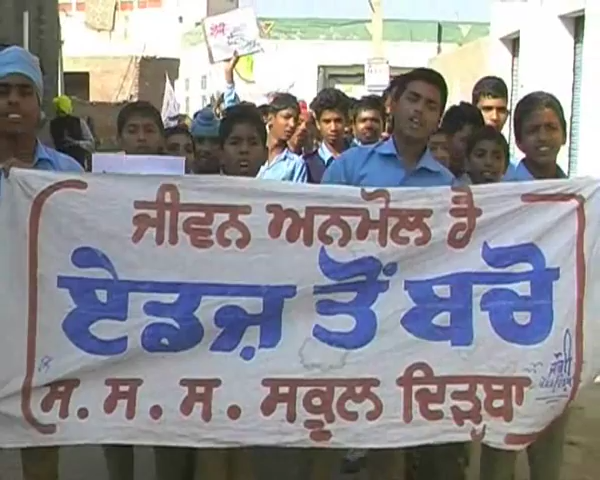 ਜੀਵਨ ਅਨਮੋਲ ਹੈ
ਏਡਜ਼ ਤੋਂ ਬਚੋ
ਸ. ਸ. ਸ. ਸਕੂਲ ਦਿੜ੍ਹਬਾ